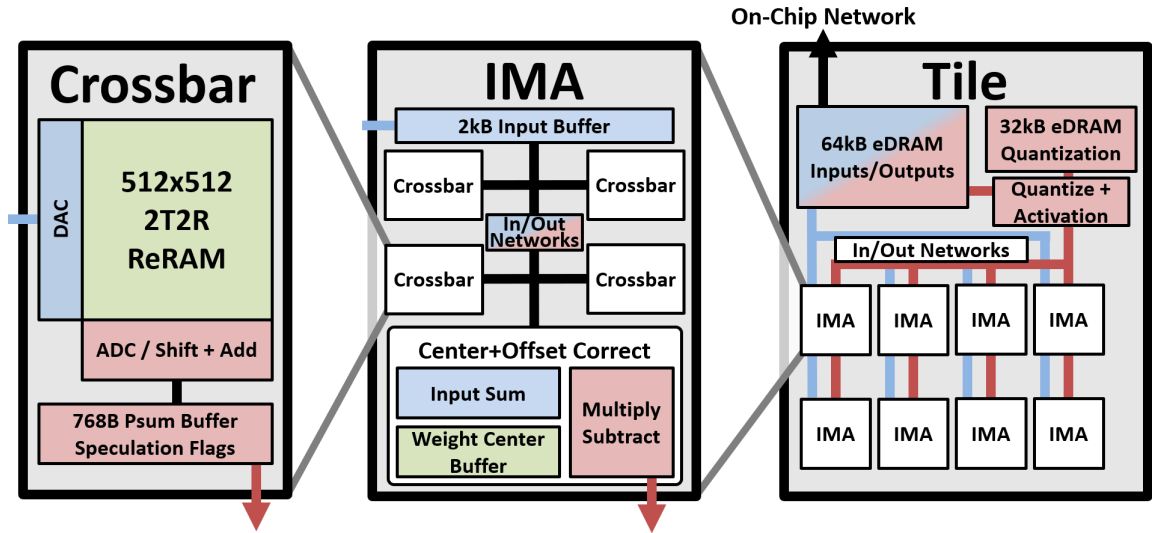 On-Chip Network
Crossbar
DAC
512x512
2T2R
ReRAM
ADC / Shift + Add
768B Psum Buffer
Speculation Flags
IMA
2kB Input Buffer
Crossbar
Crossbar
In/Out
Networks
Crossbar
Crossbar
Center+Offset Correct
Input Sum
Weight Center
Buffer
Multiply
Subtract
Tile
64kB eDRAM
Inputs/Outputs
32kB eDRAM
Quantization
Quantize +
Activation
In/Out Networks
IMA
IMA
IMA
IMA
IMA
IMA
IMA
IMA